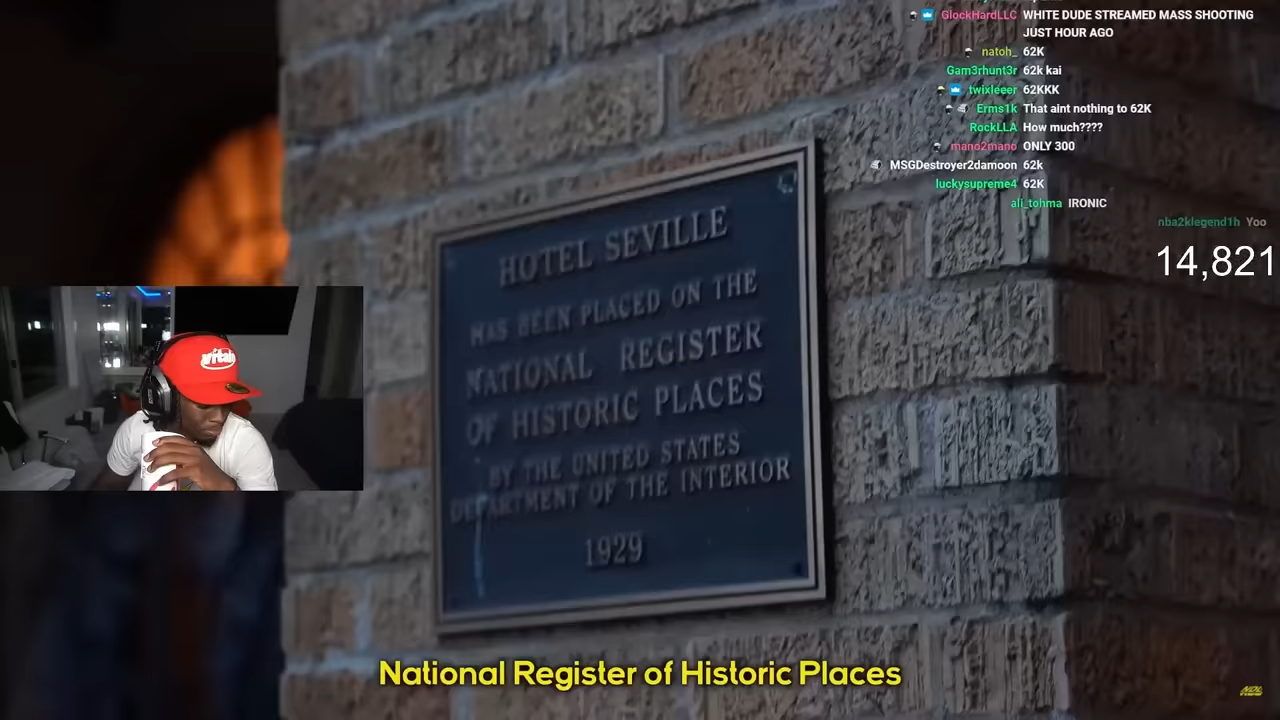 GlockHardLLC WHITE DUDE STREAMED MASS SHOOTING
JUST HOUR AGO
natoh_ 62K
Gam3rhunt3r 62k kai
twixleeer 62KKK
Erms1k That aint nothing to 62K
RockLLA How much????
mano2mano ONLY 300
MSGDestroyer2damoon 62k
luckysupreme4 62K
ali_tohma IRONIC
nba2klegend1h Yoo
14,821
HOTEL SEVILLE
HAS BEEN PLACED ON THE
NATIONAL REGISTER
OF HISTORIC PLACES
BY THE UNITED STATES
DEPARTMENT OF THE INTERIOR
1929
National Register of Historic Places